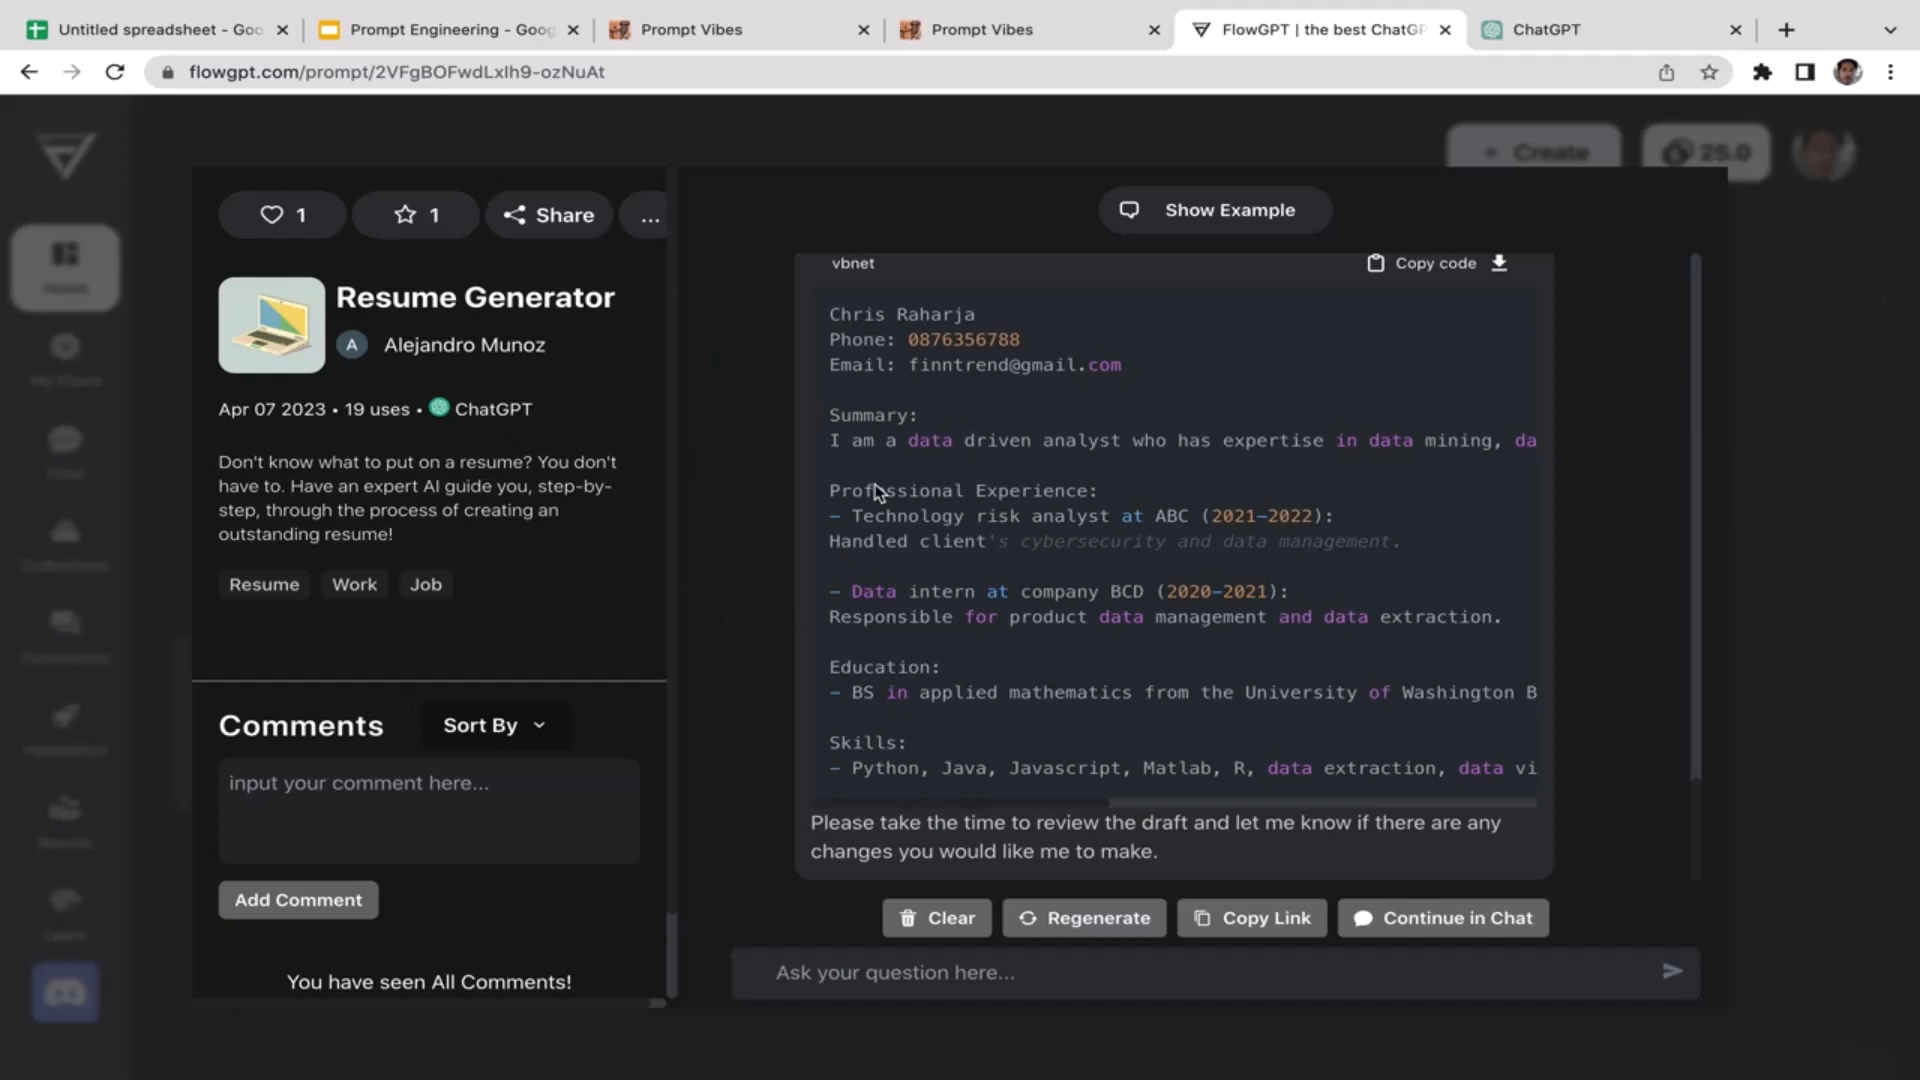 Untitled spreadsheet - Goo
Prompt Engineering - Goog
Prompt Vibes
Prompt Vibes
FlowGPT | the best ChatGP
ChatGPT
flowgpt.com/prompt/2VFgBOFwdLxIh9-ozNuAt
+ Create
25.0
Home
1
1
Share
...
Show Example
Resume Generator
A Alejandro Munoz
Apr 07 2023 • 19 uses • ChatGPT
Don't know what to put on a resume? You don't
have to. Have an expert AI guide you, step-by-
step, through the process of creating an
outstanding resume!
Resume
Work
Job
Comments
Sort By
input your comment here...
Add Comment
You have seen All Comments!
vbnet
Copy code
Chris Raharja
Phone: 0876356788
Email: finntrend@gmail.com
Summary:
I am a data driven analyst who has expertise in data mining, da
Professional Experience:
– Technology risk analyst at ABC (2021–2022):
Handled client's cybersecurity and data management.
– Data intern at company BCD (2020–2021):
Responsible for product data management and data extraction.
Education:
– BS in applied mathematics from the University of Washington B
Skills:
– Python, Java, Javascript, Matlab, R, data extraction, data vi
Please take the time to review the draft and let me know if there are any
changes you would like me to make.
Clear
Regenerate
Copy Link
Continue in Chat
Ask your question here...